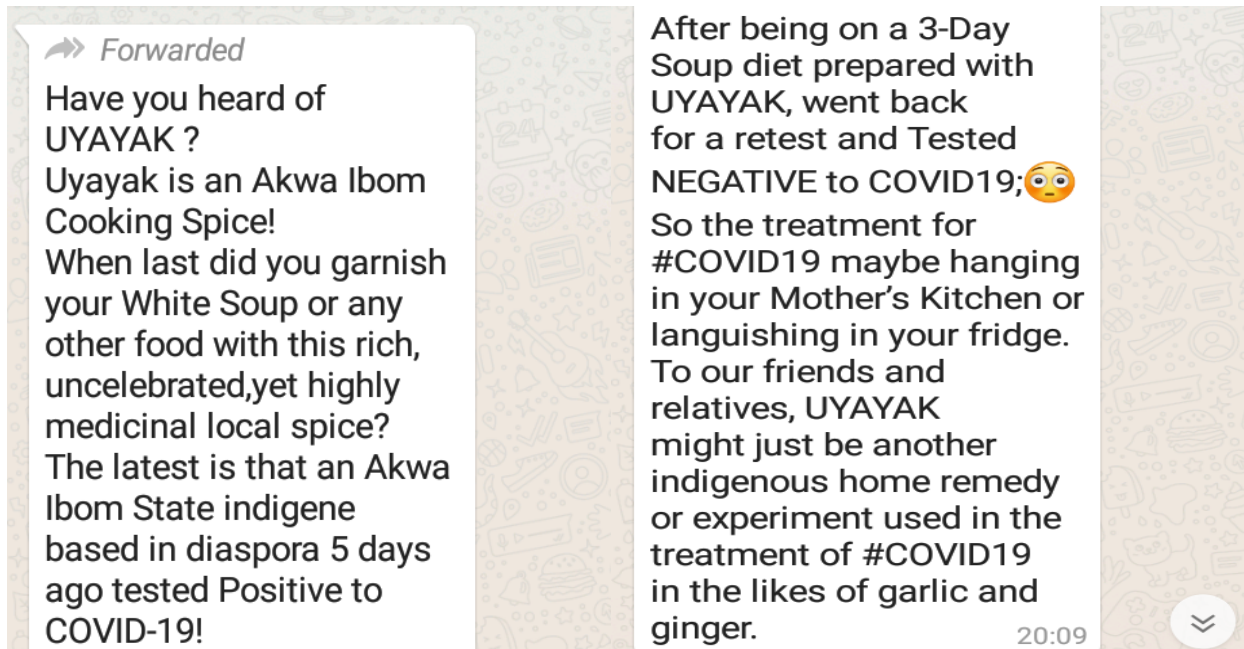 Forwarded
Have you heard of
UYAYAK ?
Uyayak is an Akwa Ibom
Cooking Spice!
When last did you garnish
your White Soup or any
other food with this rich,
uncelebrated,yet highly
medicinal local spice?
The latest is that an Akwa
Ibom State indigene
based in diaspora 5 days
ago tested Positive to
COVID-19!
After being on a 3-Day
Soup diet prepared with
UYAYAK, went back
for a retest and Tested
NEGATIVE to COVID19;😳
So the treatment for
#COVID19 maybe hanging
in your Mother’s Kitchen or
languishing in your fridge.
To our friends and
relatives, UYAYAK
might just be another
indigenous home remedy
or experiment used in the
treatment of #COVID19
in the likes of garlic and
ginger.
20:09